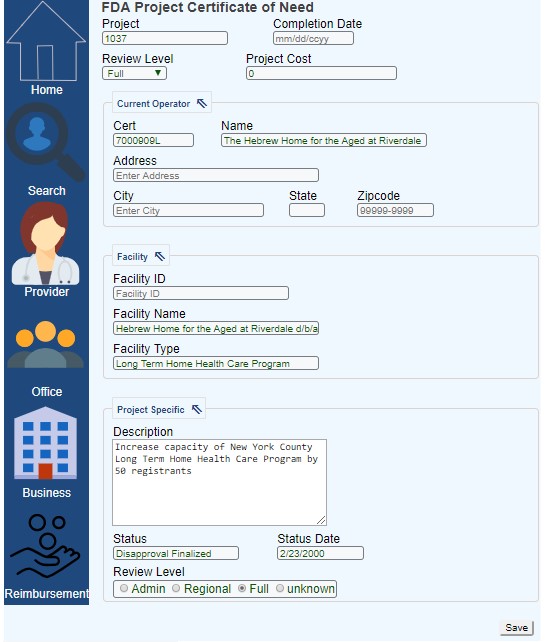 FDA Project Certificate of Need
Project
Completion Date
1037
mm/dd/ccyy
Review Level
Project Cost
Full
0
Home
Current Operator
Cert
Name
7000909L
The Hebrew Home for the Aged at Riverdale
Address
Enter Address
Search
City
State
Zipcode
Enter City
99999-9999
Provider
Facility
Facility ID
Facility ID
Facility Name
Hebrew Home for the Aged at Riverdale d/b/a
Facility Type
Long Term Home Health Care Program
Office
Project Specific
Description
Increase capacity of New York County
Long Term Home Health Care Program by
50 registrants
Business
Status
Status Date
Disapproval Finalized
2/23/2000
Review Level
Admin Regional Full unknown
Reimbursement
Save